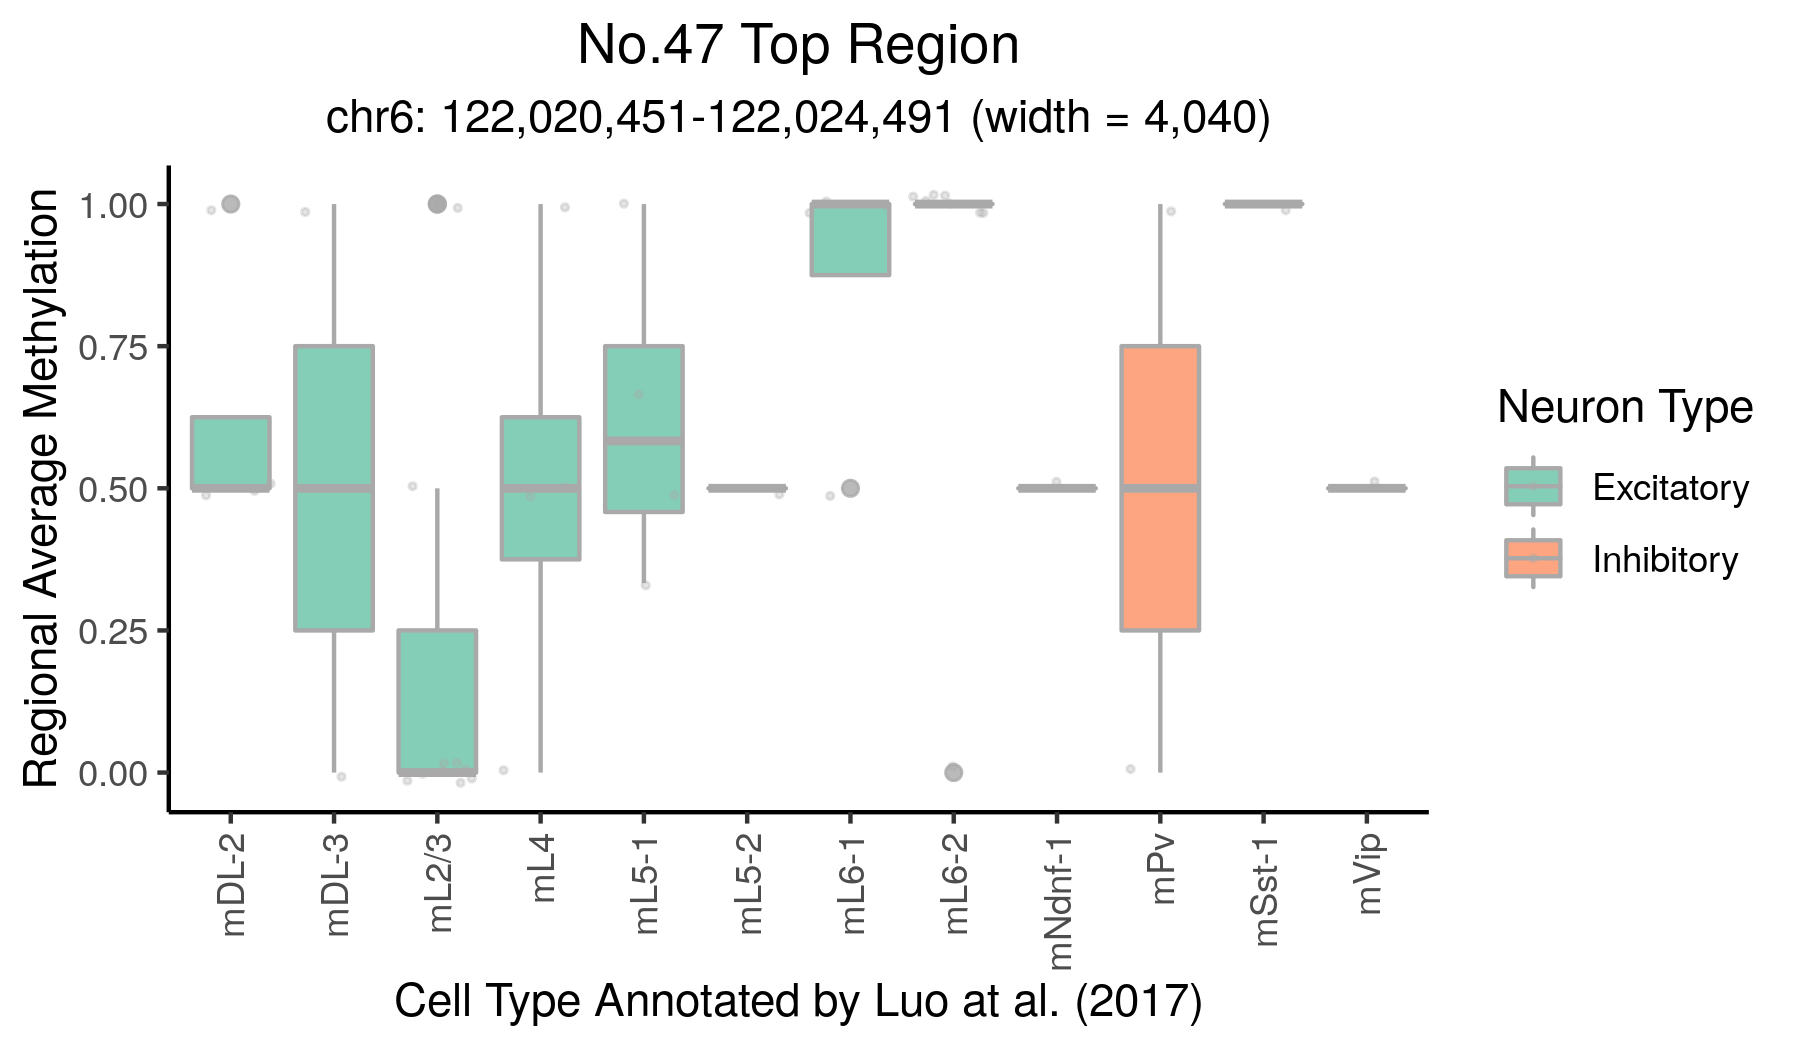 No.47 Top Region
chr6: 122,020,451-122,024,491 (width = 4,040)
Regional Average Methylation
1.00
0.75
0.50
0.25
0.00
mDL-2
mDL-3
mL2/3
mL4
mL5-1
mL5-2
mL6-1
mL6-2
mNdnf-1
mPv
mSst-1
mVip
Cell Type Annotated by Luo at al. (2017)
Neuron Type
Excitatory
Inhibitory